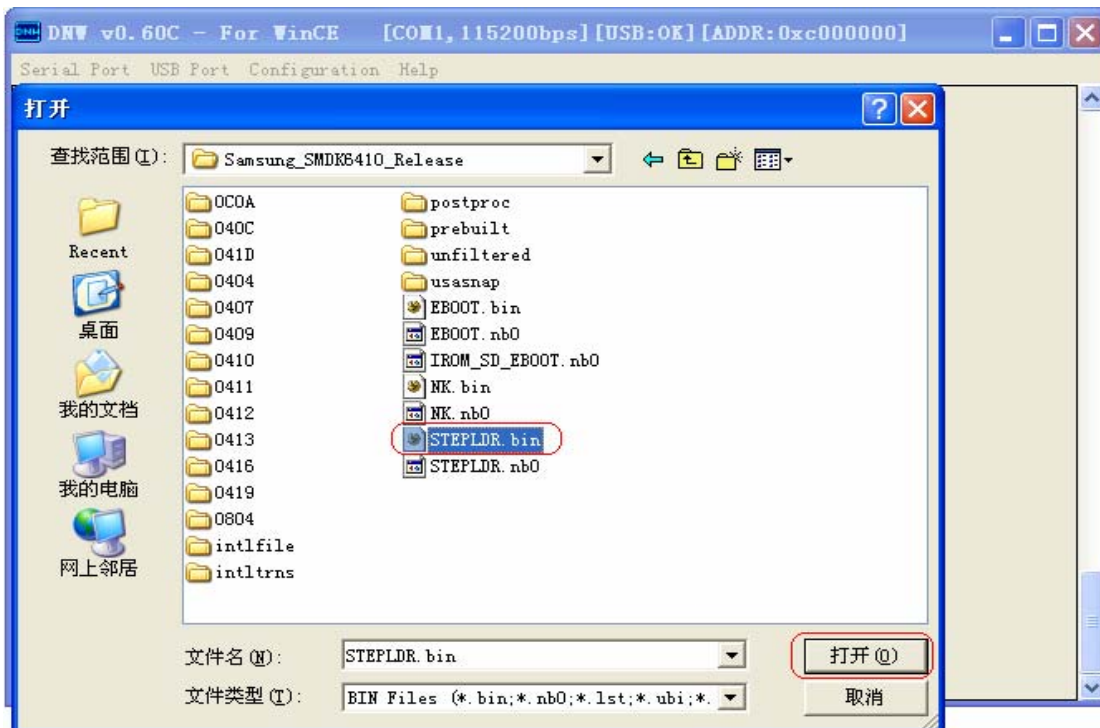 DNW v0.60C - For WinCE [COM1,115200bps][USB:OK][ADDR:0xc000000]
Serial Port USB Port Configuration Help
打开
查找范围(I): Samsung_SMDK6410_Release
Recent
桌面
我的文档
我的电脑
网上邻居
0C0A
040C
041D
0404
0407
0409
0410
0411
0412
0413
0416
0419
0804
intlfile
intltrns
postproc
prebuilt
unfiltered
usasnap
EBOOT.bin
EBOOT.nb0
IROM_SD_EBOOT.nb0
NK.bin
NK.nb0
STEPLDR.bin
STEPLDR.nb0
文件名(N): STEPLDR.bin 打开(O)
文件类型(T): BIN Files (*.bin;*.nb0;*.lst;*.ubi;*. 取消